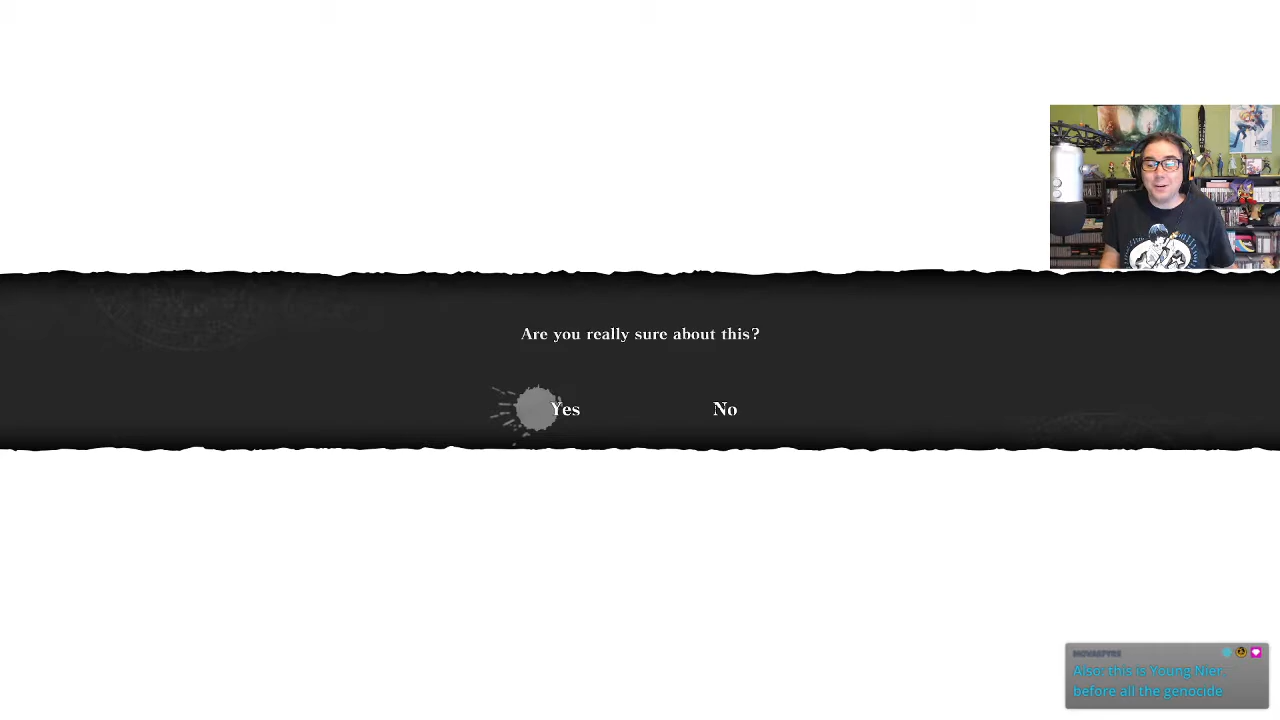 Are you really sure about this?
Yes No
Also: this is Young Nier.
before all the genocide